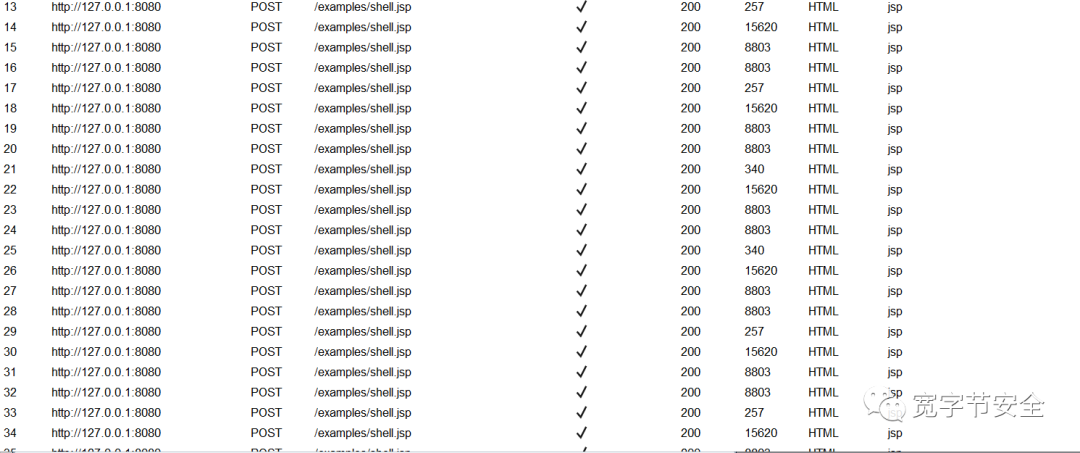 13 http://127.0.0.1:8080 POST /examples/shell.jsp ✓ 200 257 HTML jsp
14 http://127.0.0.1:8080 POST /examples/shell.jsp ✓ 200 15620 HTML jsp
15 http://127.0.0.1:8080 POST /examples/shell.jsp ✓ 200 8803 HTML jsp
16 http://127.0.0.1:8080 POST /examples/shell.jsp ✓ 200 8803 HTML jsp
17 http://127.0.0.1:8080 POST /examples/shell.jsp ✓ 200 257 HTML jsp
18 http://127.0.0.1:8080 POST /examples/shell.jsp ✓ 200 15620 HTML jsp
19 http://127.0.0.1:8080 POST /examples/shell.jsp ✓ 200 8803 HTML jsp
20 http://127.0.0.1:8080 POST /examples/shell.jsp ✓ 200 8803 HTML jsp
21 http://127.0.0.1:8080 POST /examples/shell.jsp ✓ 200 340 HTML jsp
22 http://127.0.0.1:8080 POST /examples/shell.jsp ✓ 200 15620 HTML jsp
23 http://127.0.0.1:8080 POST /examples/shell.jsp ✓ 200 8803 HTML jsp
24 http://127.0.0.1:8080 POST /examples/shell.jsp ✓ 200 8803 HTML jsp
25 http://127.0.0.1:8080 POST /examples/shell.jsp ✓ 200 340 HTML jsp
26 http://127.0.0.1:8080 POST /examples/shell.jsp ✓ 200 15620 HTML jsp
27 http://127.0.0.1:8080 POST /examples/shell.jsp ✓ 200 8803 HTML jsp
28 http://127.0.0.1:8080 POST /examples/shell.jsp ✓ 200 8803 HTML jsp
29 http://127.0.0.1:8080 POST /examples/shell.jsp ✓ 200 257 HTML jsp
30 http://127.0.0.1:8080 POST /examples/shell.jsp ✓ 200 15620 HTML jsp
31 http://127.0.0.1:8080 POST /examples/shell.jsp ✓ 200 8803 HTML jsp
32 http://127.0.0.1:8080 POST /examples/shell.jsp ✓ 200 8803 HTML jsp
宽字节安全
33 http://127.0.0.1:8080 POST /examples/shell.jsp ✓ 200 257 HTML jsp
34 http://127.0.0.1:8080 POST /examples/shell.jsp ✓ 200 15620 HTML jsp